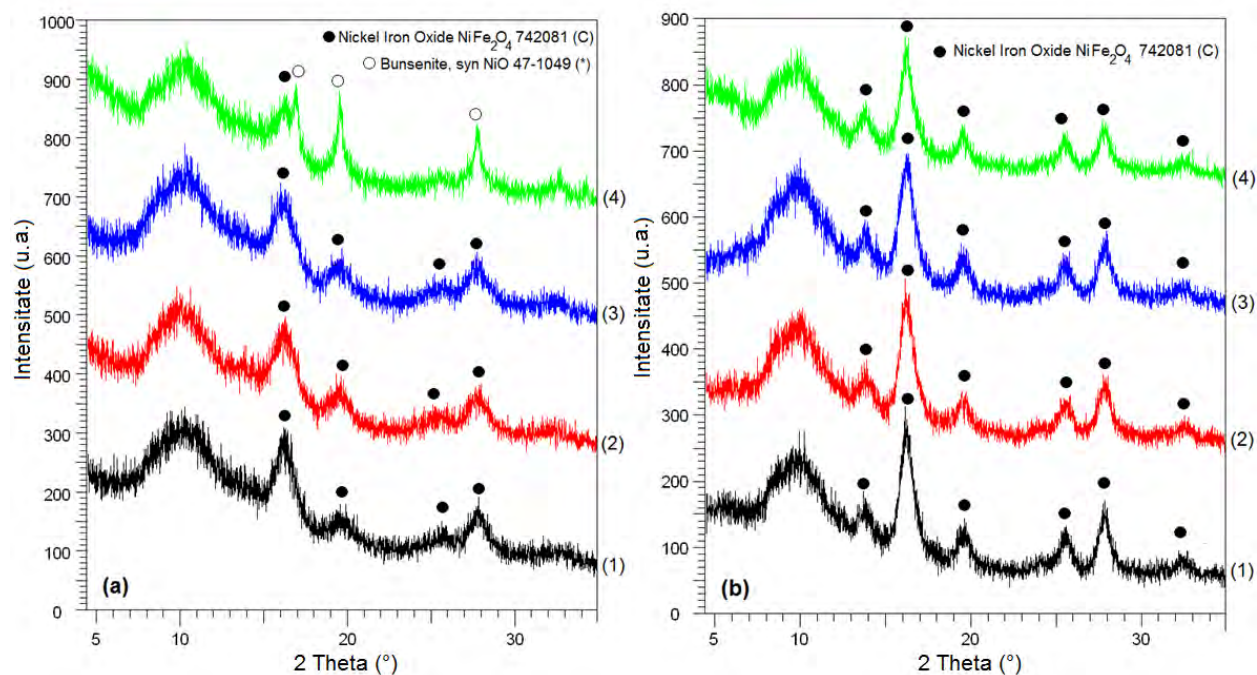 1000
900
800
700
600
500
400
300
200
100
0
Intensitate (u.a.)
● Nickel Iron Oxide NiFe2O4 742081 (C)
○ Bunsenite, syn NiO 47-1049 (*)
(4)
(3)
(2)
(1)
(a)
5 10 20 30
2 Theta (°)
900
800
700
600
500
400
300
200
100
0
Intensitate (u.a.)
● Nickel Iron Oxide NiFe2O4 742081 (C)
(4)
(3)
(2)
(1)
(b)
5 10 20 30
2 Theta (°)